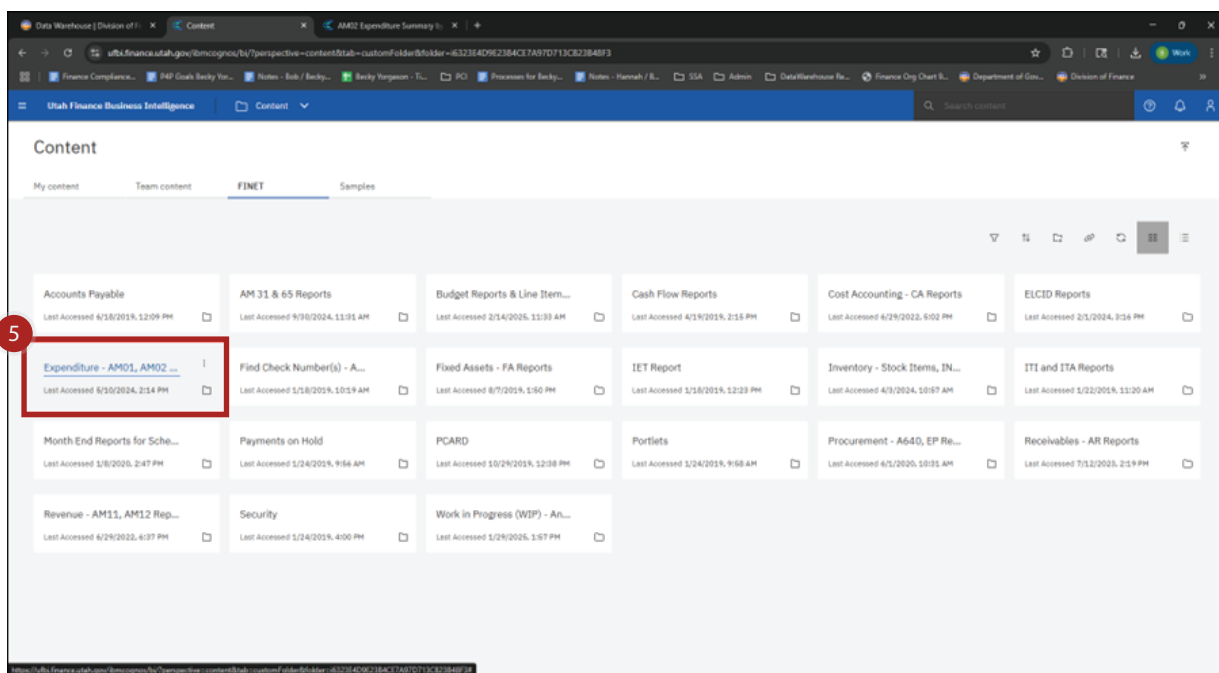 Data Warehouse | Division of Fi
Content
AM02 Expenditure Summary by
ufbi.finance.utah.gov/ibmcognos/bi/?perspective=content&tab=customFolder&folder=i6323E4D9E23B4CE7A97D713CB23B4BF3
Work
Finance Complianc...
P4P Goals Becky Yor...
Notes - Bob / Becky...
Becky Yorgason - Ti...
PCI
Processes for Becky...
Notes - Hannah / B...
SSA
Admin
DataWarehouse Re...
Finance Org Chart B...
Department of Gov...
Division of Finance
Utah Finance Business Intelligence
Content
Search content
Content
My content
Team content
FINET
Samples
Accounts Payable
Last Accessed 6/18/2019, 12:09 PM
AM 31 & 65 Reports
Last Accessed 9/30/2024, 11:31 AM
Budget Reports & Line Item...
Last Accessed 2/14/2025, 11:33 AM
Cash Flow Reports
Last Accessed 4/19/2019, 2:15 PM
Cost Accounting - CA Reports
Last Accessed 6/29/2022, 5:02 PM
ELCID Reports
Last Accessed 2/1/2024, 3:16 PM
5
Expenditure - AM01, AM02 ...
Last Accessed 5/10/2024, 2:14 PM
Find Check Number(s) - A...
Last Accessed 1/18/2019, 10:19 AM
Fixed Assets - FA Reports
Last Accessed 8/7/2019, 1:50 PM
IET Report
Last Accessed 1/18/2019, 12:23 PM
Inventory - Stock Items, IN...
Last Accessed 4/3/2024, 10:57 AM
ITI and ITA Reports
Last Accessed 1/22/2019, 11:20 AM
Month End Reports for Sche...
Last Accessed 1/8/2020, 2:47 PM
Payments on Hold
Last Accessed 1/24/2019, 9:56 AM
PCARD
Last Accessed 10/29/2019, 12:38 PM
Portlets
Last Accessed 1/24/2019, 9:58 AM
Procurement - A640, EP Re...
Last Accessed 6/1/2020, 10:31 AM
Receivables - AR Reports
Last Accessed 7/12/2023, 2:19 PM
Revenue - AM11, AM12 Rep...
Last Accessed 6/29/2022, 6:37 PM
Security
Last Accessed 1/24/2019, 4:00 PM
Work in Progress (WIP) - An...
Last Accessed 1/29/2025, 1:57 PM